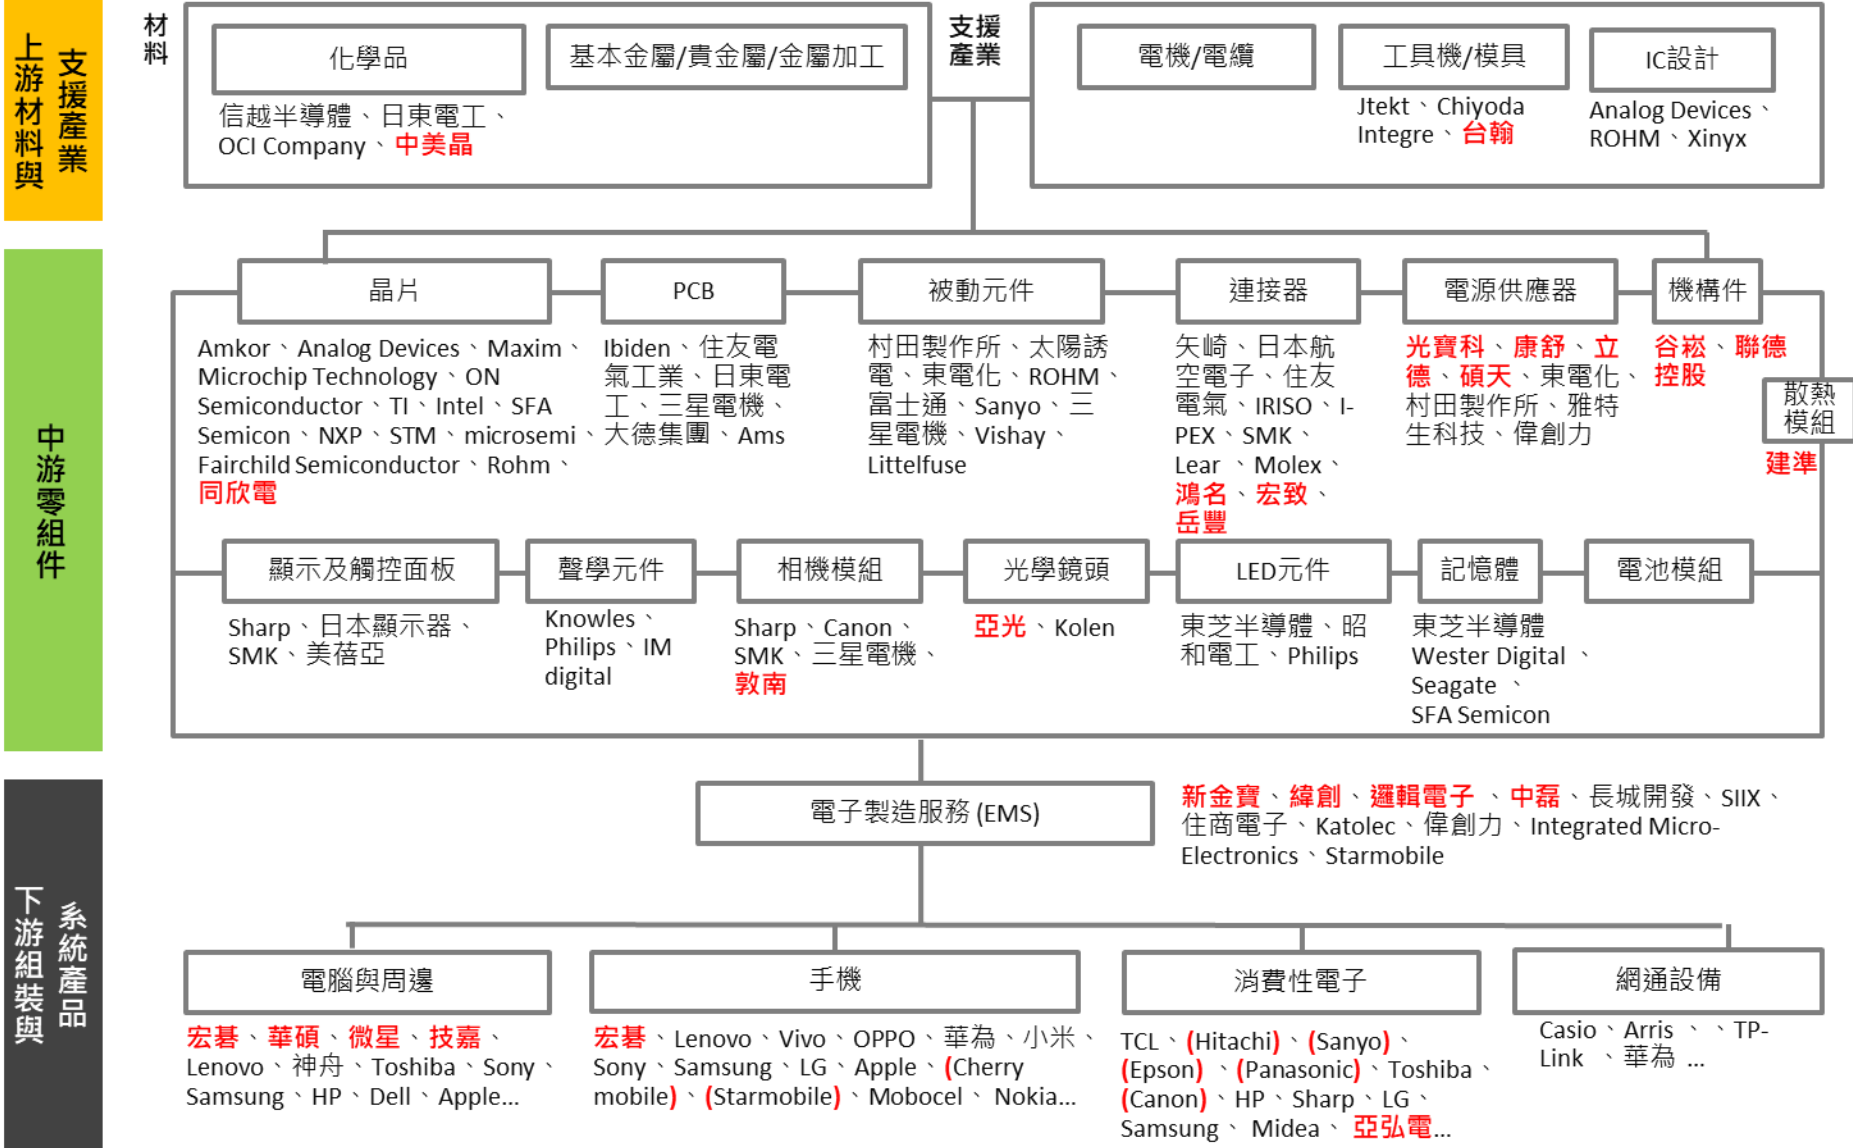 上游材料與
支援產業
材料
化學品
信越半導體、日東電工、
OCI Company、中美晶
基本金屬/貴金屬/金屬加工
支援
產業
電機/電纜
工具機/模具
Jtekt、Chiyoda
Integre、台翰
IC設計
Analog Devices、
ROHM、Xinyx
中游零組件
晶片
Amkor、Analog Devices、Maxim、
Microchip Technology、ON
Semiconductor、TI、Intel、SFA
Semicon、NXP、STM、microsemi、
Fairchild Semiconductor、Rohm、
同欣電
PCB
Ibiden、住友電
氣工業、日東電
工、三星電機、
大德集團、Ams
被動元件
村田製作所、太陽誘
電、東電化、ROHM、
富士通、Sanyo、三
星電機、Vishay、
Littelfuse
連接器
矢崎、日本航
空電子、住友
電氣、IRISO、I-
PEX、SMK、
Lear、Molex、
鴻名、宏致、
岳豐
電源供應器
光寶科、康舒、立
德、碩天、東電化、
村田製作所、雅特
生科技、偉創力
機構件
谷崧、聯德
控股
散熱
模組
建準
顯示及觸控面板
Sharp、日本顯示器、
SMK、美蓓亞
聲學元件
Knowles、
Philips、IM
digital
相機模組
Sharp、Canon、
SMK、三星電機、
敦南
光學鏡頭
亞光、Kolen
LED元件
東芝半導體、昭
和電工、Philips
記憶體
東芝半導體
Wester Digital、
Seagate、
SFA Semicon
電池模組
下游組裝與
系統產品
電子製造服務 (EMS)
新金寶、緯創、邏輯電子、中磊、長城開發、SIIX、
住商電子、Katolec、偉創力、Integrated Micro-
Electronics、Starmobile
電腦與周邊
宏碁、華碩、微星、技嘉、
Lenovo、神舟、Toshiba、Sony、
Samsung、HP、Dell、Apple...
手機
宏碁、Lenovo、Vivo、OPPO、華為、小米、
Sony、Samsung、LG、Apple、(Cherry
mobile)、(Starmobile)、Mobocel、Nokia...
消費性電子
TCL、(Hitachi)、(Sanyo)、
(Epson)、(Panasonic)、Toshiba、
(Canon)、HP、Sharp、LG、
Samsung、Midea、亞弘電...
網通設備
Casio、Arris、、TP-
Link、華為 ...